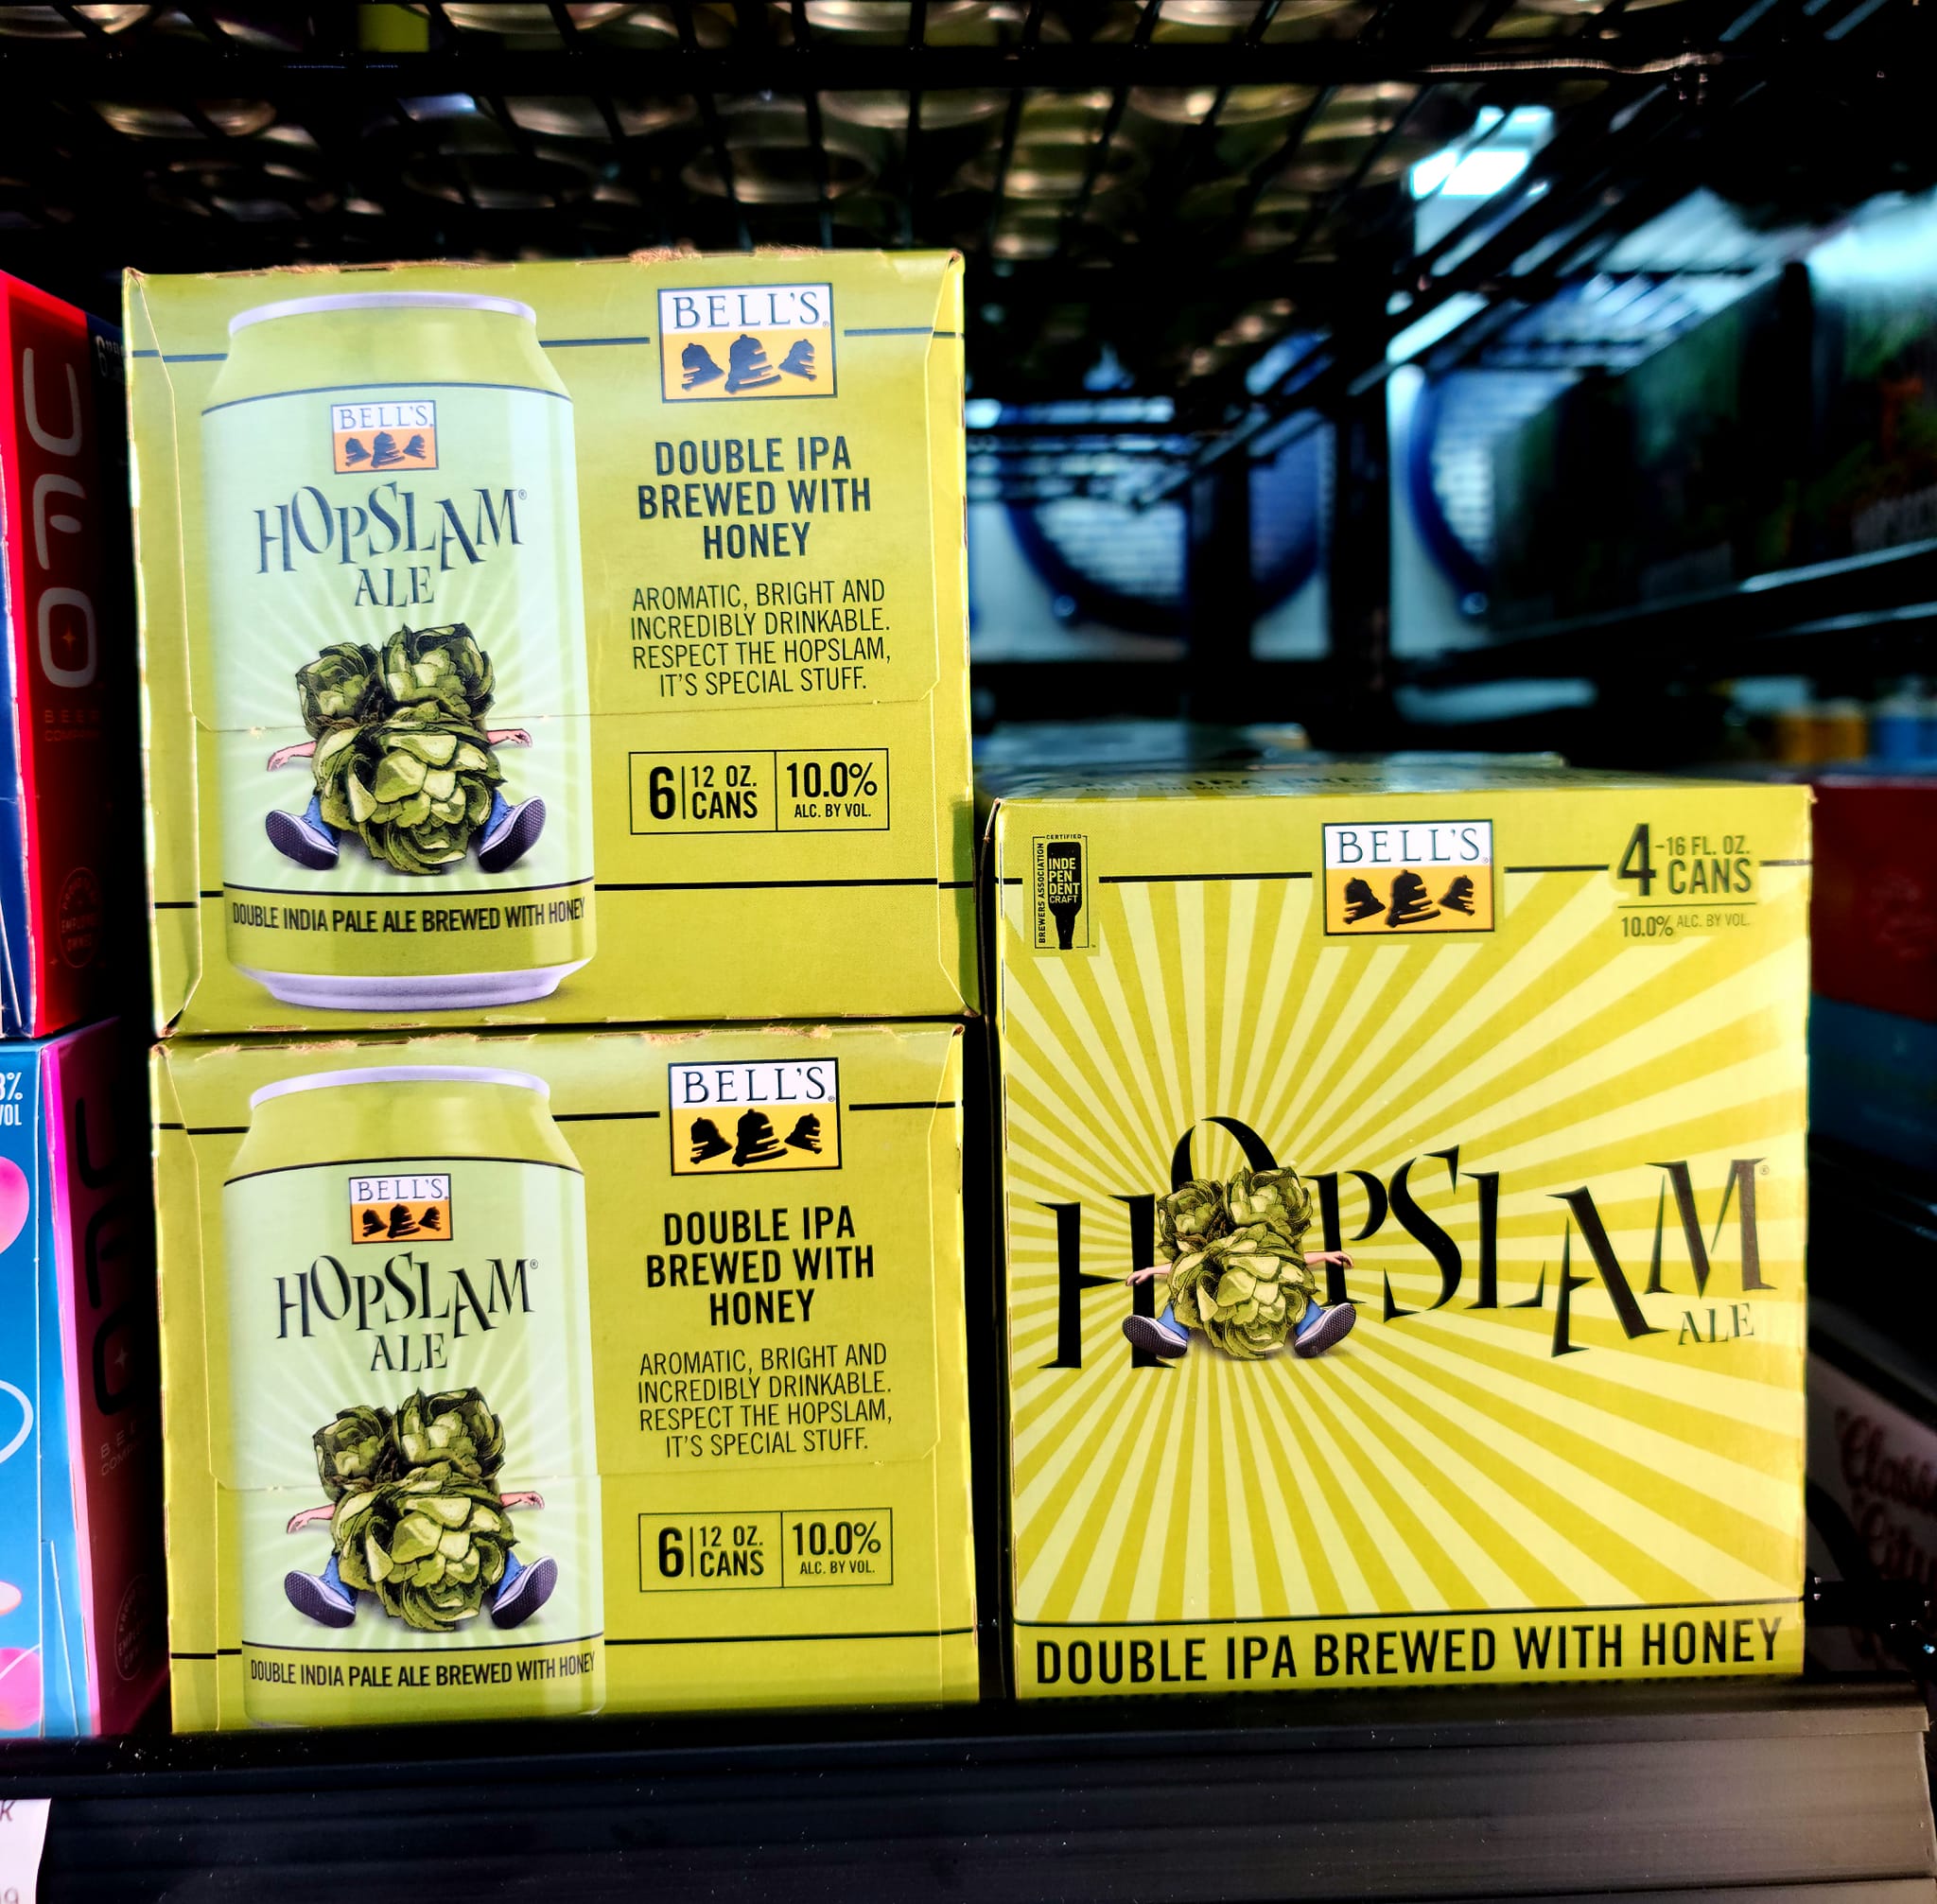 BELL'S®
HOPSLAM®
ALE
DOUBLE INDIA PALE ALE BREWED WITH HONEY
BELL'S®
DOUBLE IPA
BREWED WITH
HONEY
AROMATIC, BRIGHT AND
INCREDIBLY DRINKABLE.
RESPECT THE HOPSLAM,
IT'S SPECIAL STUFF.
6 12 OZ. CANS
10.0% ALC. BY VOL.
BELL'S®
HOPSLAM®
ALE
DOUBLE INDIA PALE ALE BREWED WITH HONEY
BELL'S®
DOUBLE IPA
BREWED WITH
HONEY
AROMATIC, BRIGHT AND
INCREDIBLY DRINKABLE.
RESPECT THE HOPSLAM,
IT'S SPECIAL STUFF.
6 12 OZ. CANS
10.0% ALC. BY VOL.
CERTIFIED
BREWERS ASSOCIATION
INDE
PEN
DENT
CRAFT
BELL'S®
4-16 FL. OZ.
CANS
10.0% ALC. BY VOL.
HOPSLAM®
ALE
DOUBLE IPA BREWED WITH HONEY
UFO
BEER
VOL